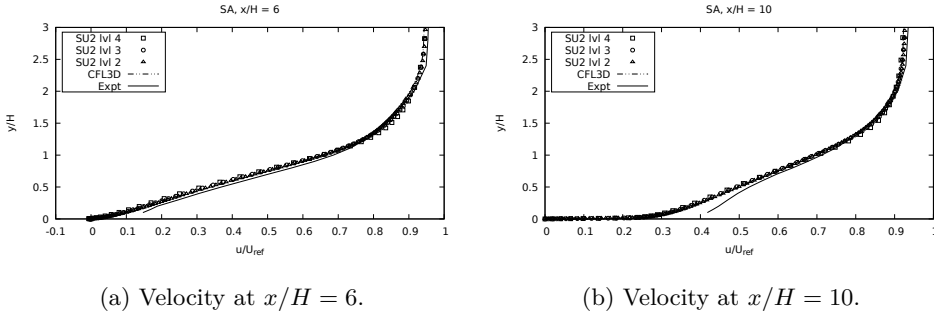 SA, x/H = 6
3
2.5
2
1.5
1
0.5
0
y/H
SU2 lvl 4
SU2 lvl 3
SU2 lvl 2
CFL3D
Expt
-0.1 0 0.1 0.2 0.3 0.4 0.5 0.6 0.7 0.8 0.9 1
u/Uref
(a) Velocity at x/H = 6.
SA, x/H = 10
3
2.5
2
1.5
1
0.5
0
y/H
SU2 lvl 4
SU2 lvl 3
SU2 lvl 2
CFL3D
Expt
0 0.1 0.2 0.3 0.4 0.5 0.6 0.7 0.8 0.9 1
u/Uref
(b) Velocity at x/H = 10.